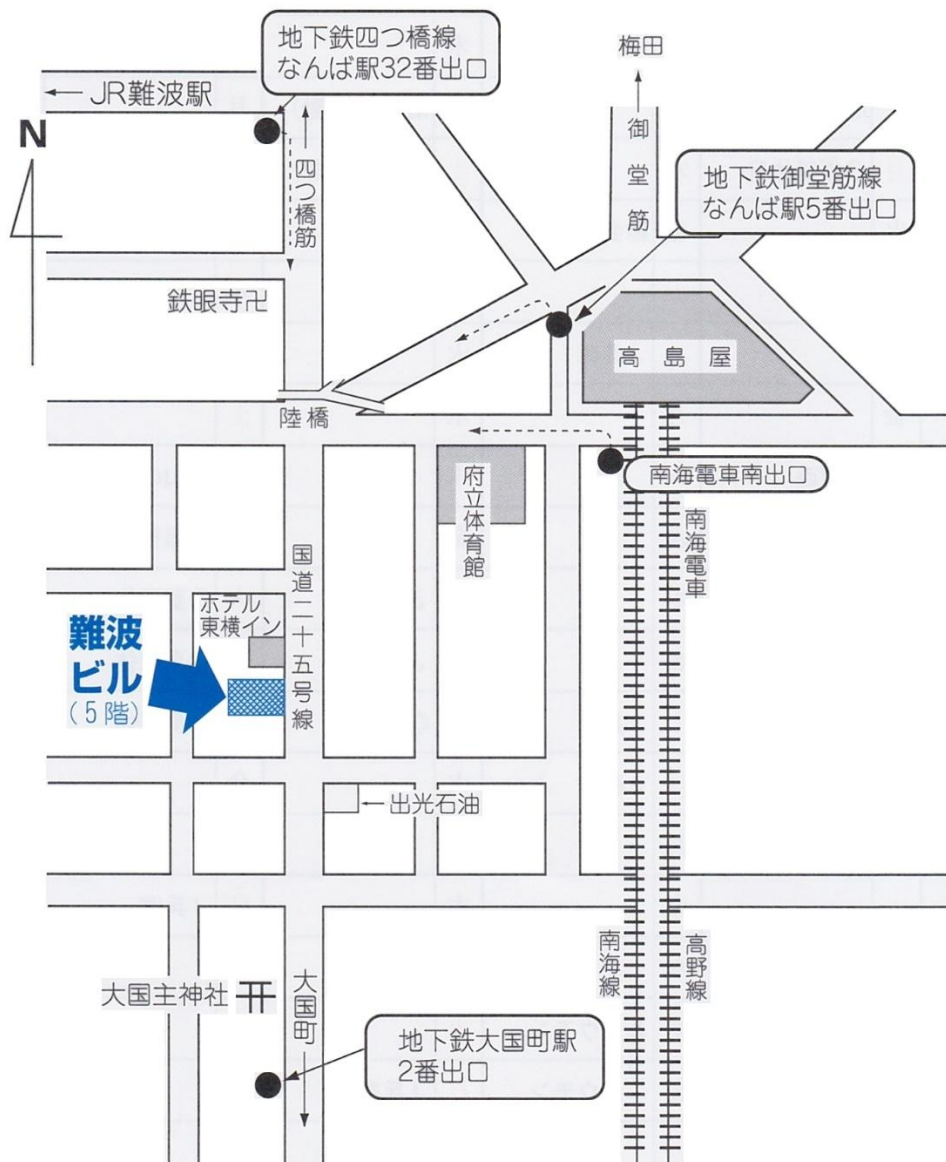 地下鉄四つ橋線
なんば駅32番出口
梅田
JR難波駅
N
御堂筋
四つ橋筋
地下鉄御堂筋線
なんば駅5番出口
鉄眼寺卍
高島屋
陸橋
南海電車南出口
府立体育館
南海電車
国道二十五号線
ホテル
東横イン
難波
ビル
(5階)
出光石油
南海線
高野線
大国主神社
大国町
地下鉄大国町駅
2番出口